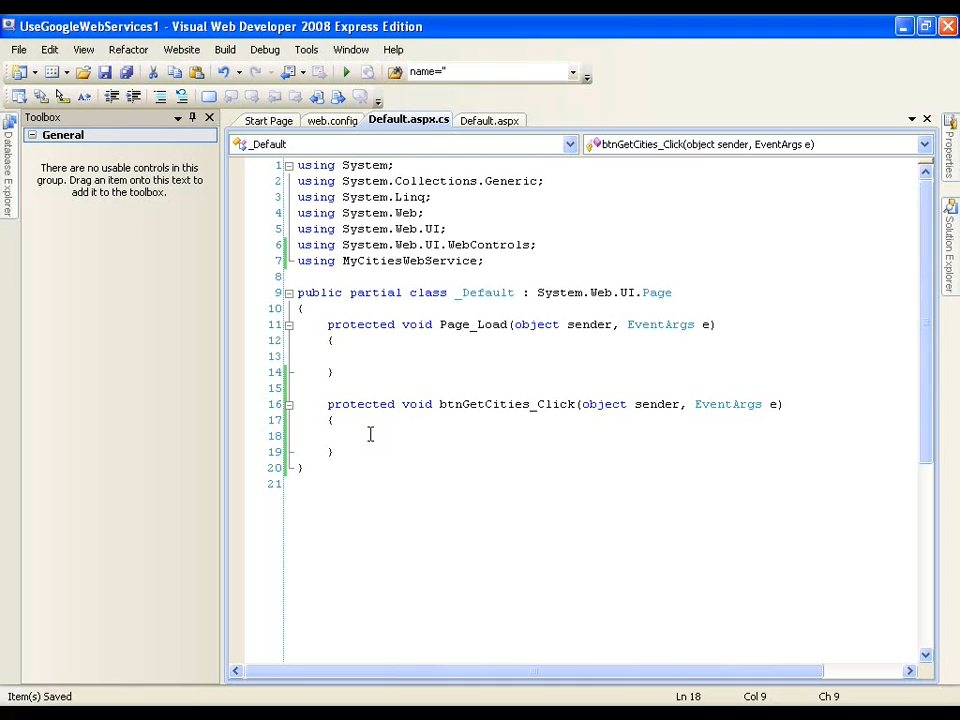 UseGoogleWebServices1 - Visual Web Developer 2008 Express Edition
File Edit View Refactor Website Build Debug Tools Window Help
name="
Toolbox
Start Page web.config Default.aspx.cs Default.aspx
General
_Default btnGetCities_Click(object sender, EventArgs e)
There are no usable controls in this
group. Drag an item onto this text to
add it to the toolbox.
Database Explorer
Properties
Solution Explorer
1 using System;
2 using System.Collections.Generic;
3 using System.Linq;
4 using System.Web;
5 using System.Web.UI;
6 using System.Web.UI.WebControls;
7 using MyCitiesWebService;
8
9 public partial class _Default : System.Web.UI.Page
10 {
11 protected void Page_Load(object sender, EventArgs e)
12 {
13
14 }
15
16 protected void btnGetCities_Click(object sender, EventArgs e)
17 {
18
19 }
20 }
21
Item(s) Saved Ln 18 Col 9 Ch 9